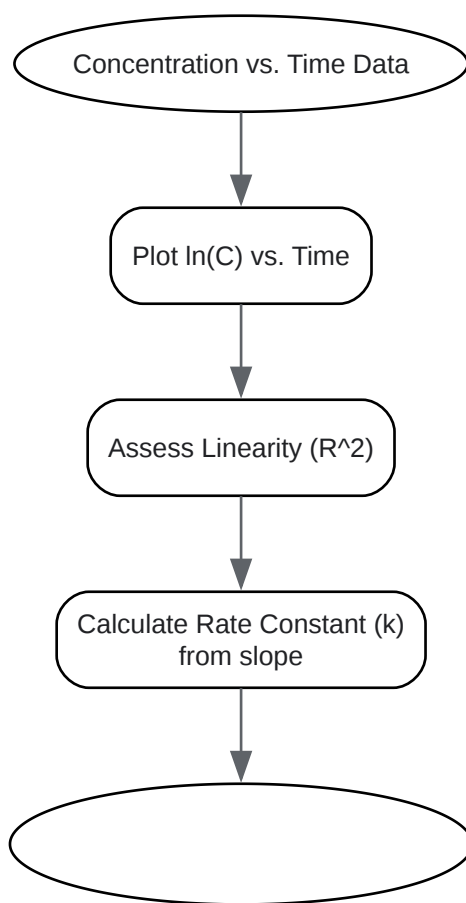 Concentration vs. Time Data
Plot ln(C) vs. Time
Assess Linearity (R^2)
Calculate Rate Constant (k)
from slope